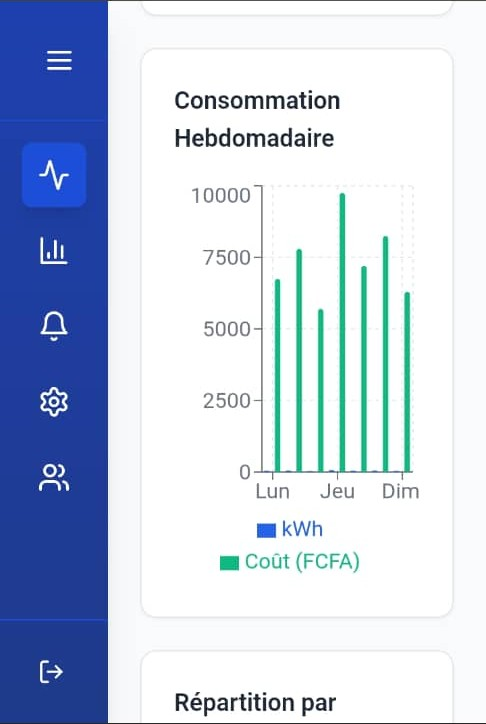 Consommation
Hebdomadaire
10000
7500
5000
2500
0
Lun Jeu Dim
kWh
Coût (FCFA)
Répartition par